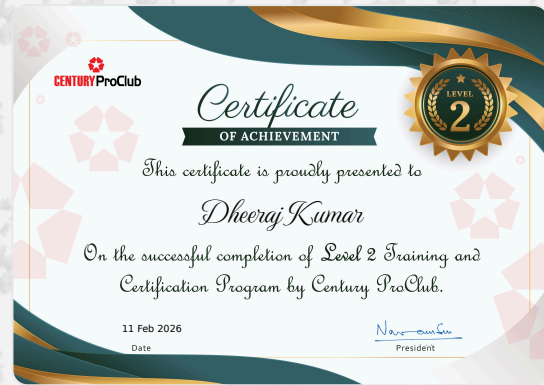 CENTURY ProClub
Certificate
OF ACHIEVEMENT
LEVEL
2
This certificate is proudly presented to
Dheeraj Kumar
On the successful completion of Level 2 Training and
Certification Program by Century ProClub.
11 Feb 2026
Date
President